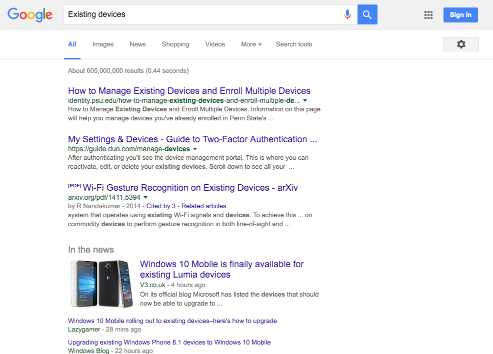 Google
Existing devices
Sign in
All Images News Shopping Videos More Search tools
About 605,000,000 results (0.44 seconds)
How to Manage Existing Devices and Enroll Multiple Devices
identity.psu.edu/how-to-manage-existing-devices-and-enroll-multiple-de...
How to Manage Existing Devices and Enroll Multiple Devices. Information on this page
will help you manage devices you've already enrolled in Penn State's ...
My Settings & Devices - Guide to Two-Factor Authentication ...
https://guide.duo.com/manage-devices
After authenticating you'll see the device management portal. This is where you can
reactivate, edit, or delete your existing devices. Scroll down to see all your ...
[PDF] Wi-Fi Gesture Recognition on Existing Devices - arXiv
arxiv.org/pdf/1411.5394
by R Nandakumar - 2014 - Cited by 3 - Related articles
system that operates using existing Wi-Fi signals and devices. To achieve this ... on
commodity devices to perform gesture recognition in both line-of-sight and ...
In the news
Windows 10 Mobile is finally available for
existing Lumia devices
V3.co.uk - 4 hours ago
On its official blog Microsoft has listed the devices that should
now be able to upgrade to ...
Windows 10 Mobile rolling out to existing devices–here's how to upgrade
Lazygamer - 28 mins ago
Upgrading existing Windows Phone 8.1 devices to Windows 10 Mobile
Windows Blog - 22 hours ago